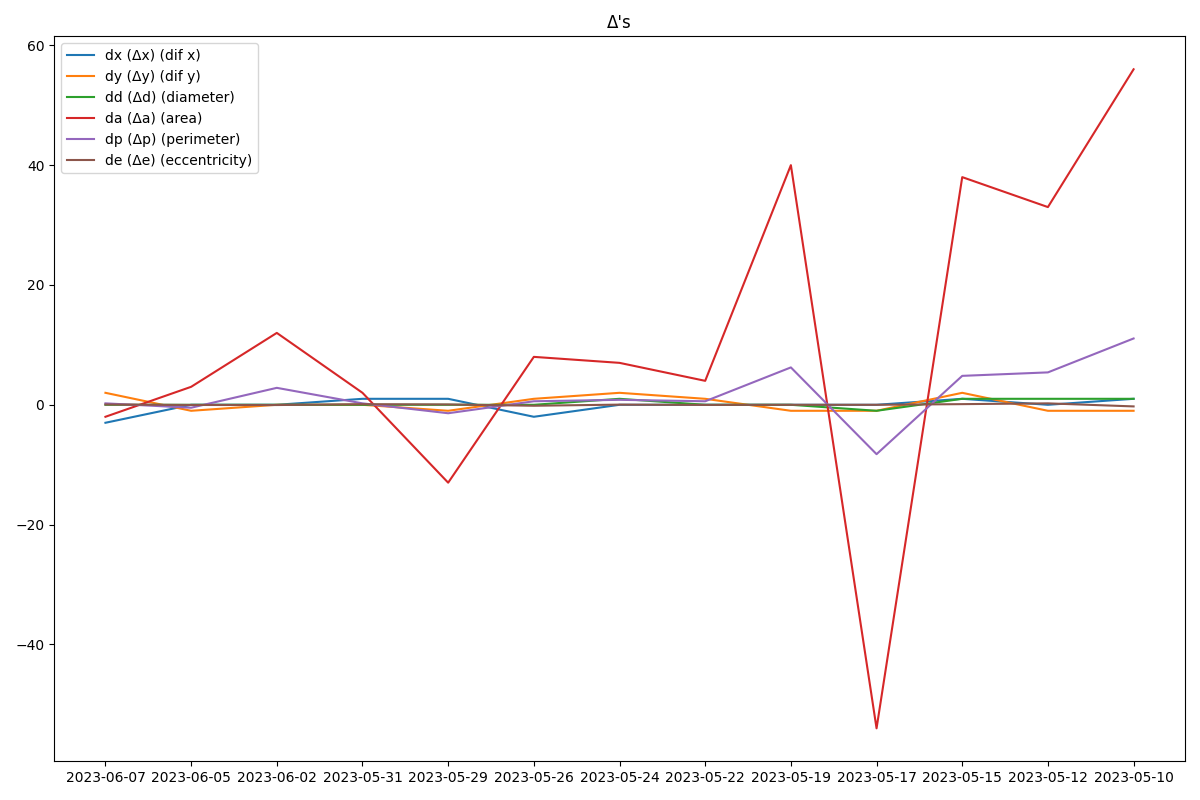 Δ's
60
40
20
0
−20
−40
dx (Δx) (dif x)
dy (Δy) (dif y)
dd (Δd) (diameter)
da (Δa) (area)
dp (Δp) (perimeter)
de (Δe) (eccentricity)
2023-06-07 2023-06-05 2023-06-02 2023-05-31 2023-05-29 2023-05-26 2023-05-24 2023-05-22 2023-05-19 2023-05-17 2023-05-15 2023-05-12 2023-05-10